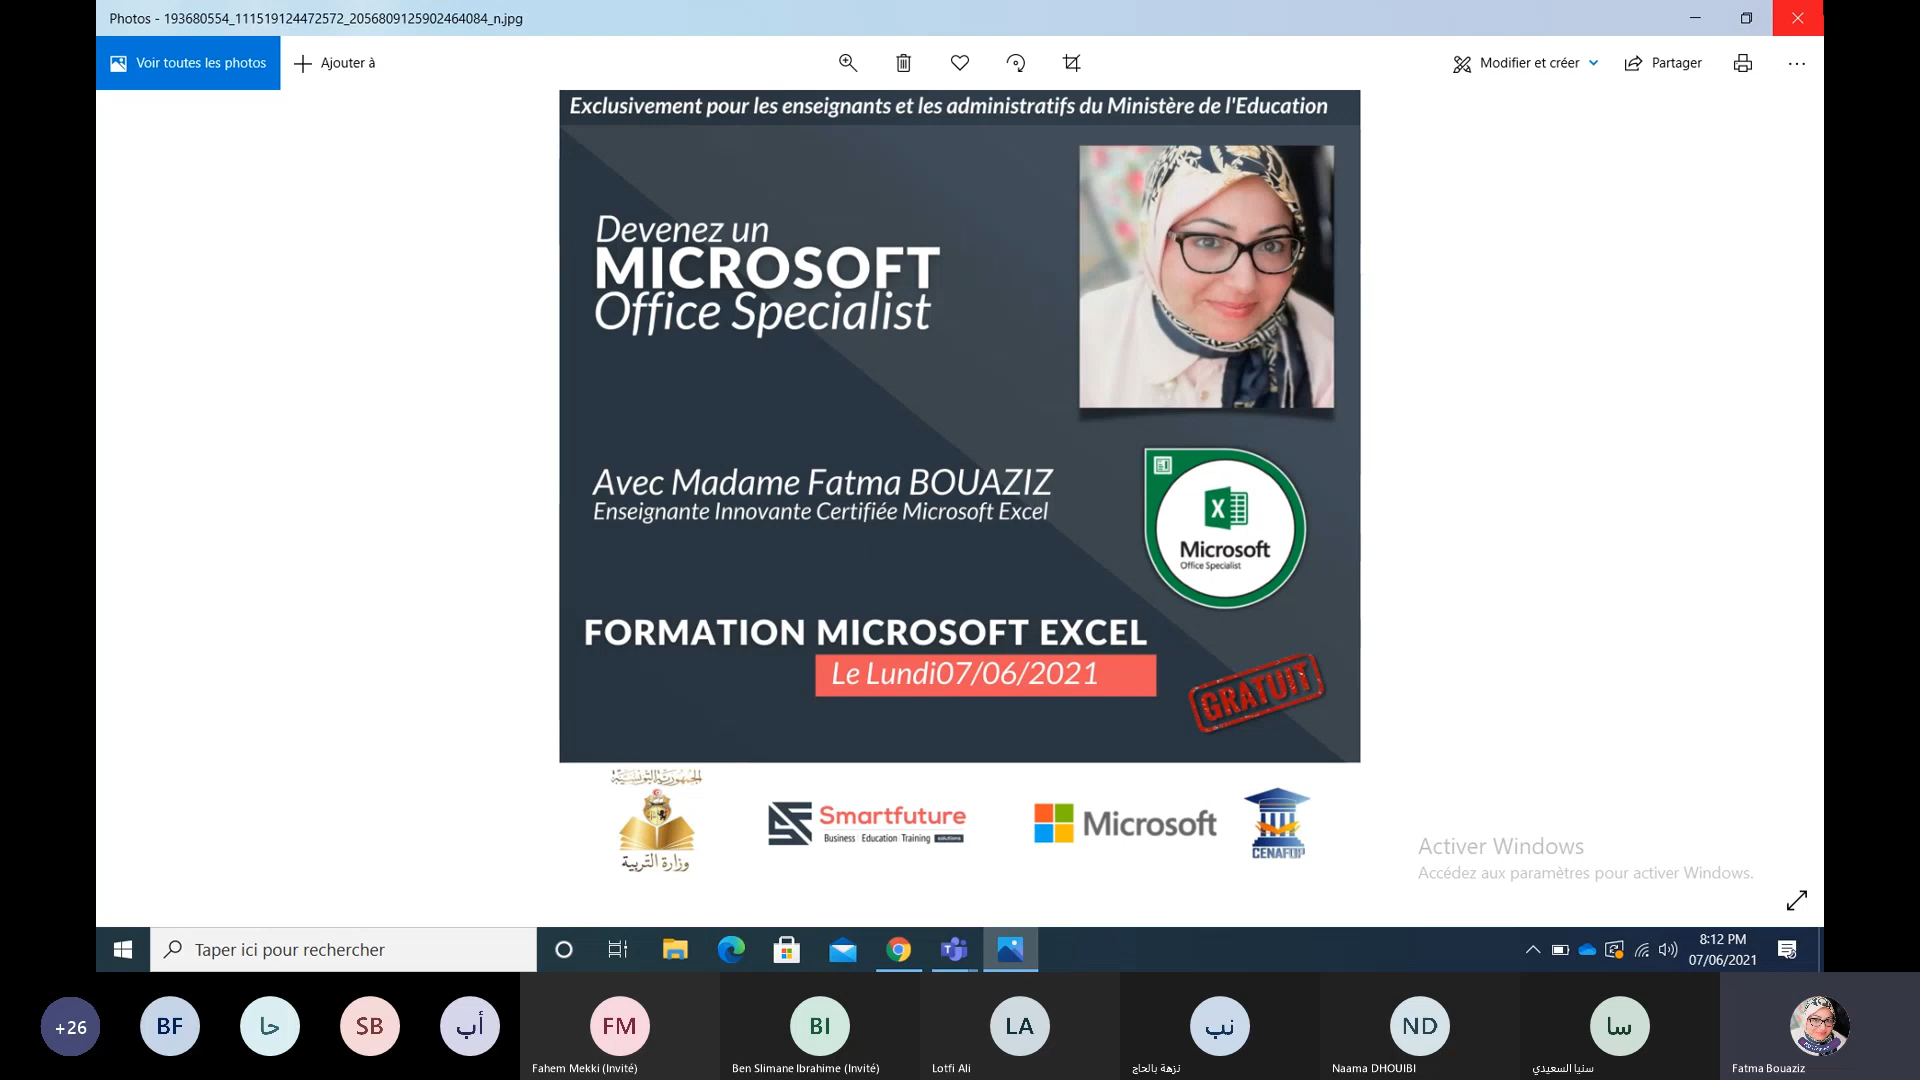 Photos - 193680554_111519124472572_2056809125902464084_n.jpg
Voir toutes les photos
Ajouter à
Modifier et créer
Partager
Exclusivement pour les enseignants et les administratifs du Ministère de l'Education
Devenez un
MICROSOFT
Office Specialist
Avec Madame Fatma BOUAZIZ
Enseignante Innovante Certifiée Microsoft Excel
X
Microsoft
Office Specialist
FORMATION MICROSOFT EXCEL
Le Lundi07/06/2021
GRATUIT
الجمهورية التونسية
وزارة التربية
Smartfuture
Business Education Training solutions
Microsoft
CENAFOP
Activer Windows
Accédez aux paramètres pour activer Windows.
Taper ici pour rechercher
8:12 PM
07/06/2021
+26
BF
حا
SB
أب
FM
Fahem Mekki (Invité)
BI
Ben Slimane Ibrahime (Invité)
LA
Lotfi Ali
نب
نزهة بالحاج
ND
Naama DHOUIBI
سا
سنيا السعيدي
Fatma Bouaziz